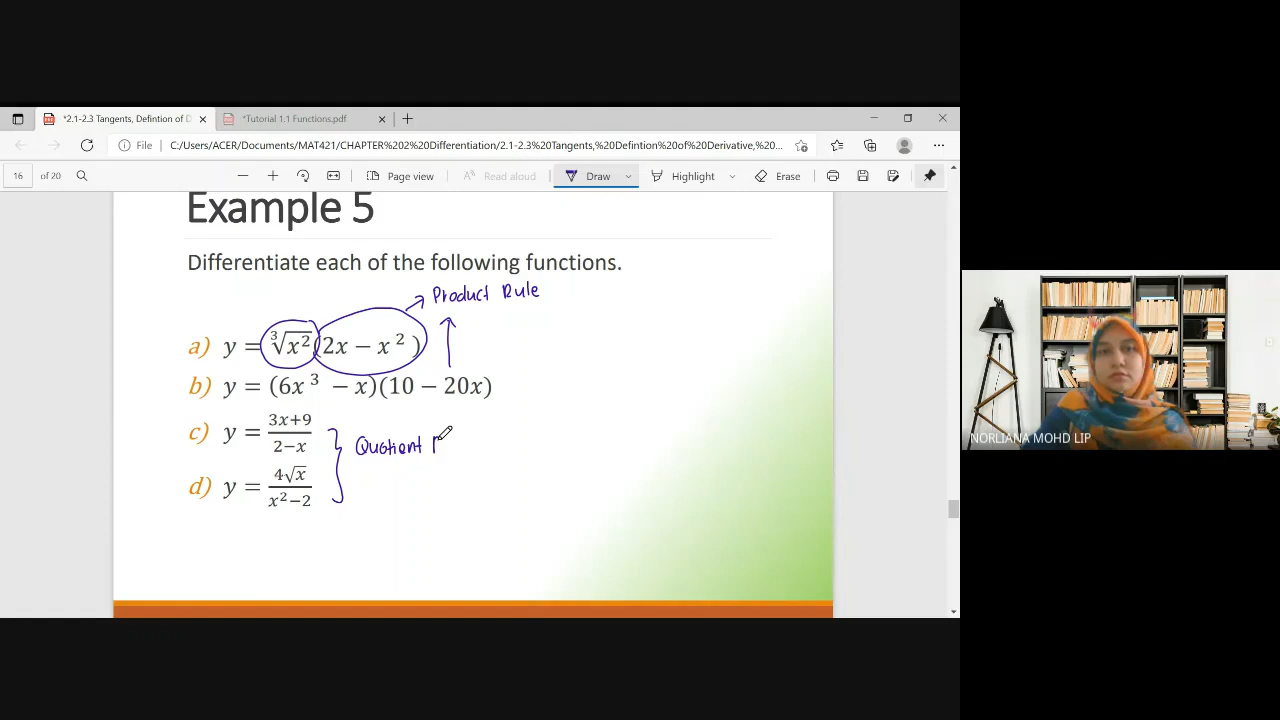 *2.1-2.3 Tangents, Defintion of D
*Tutorial 1.1 Functions.pdf
File C:/Users/ACER/Documents/MAT421/CHAPTER%202%20Differentiation/2.1-2.3%20Tangents,%20Defintion%20of%20Derivative,%20...
16 of 20 Page view Read aloud Draw Highlight Erase
Example 5
Differentiate each of the following functions.
Product Rule
a) y = ∛x² (2x − x²)
b) y = (6x³ − x)(10 − 20x)
c) y = (3x+9)/(2−x)
Quotient
d) y = (4√x)/(x²−2)
NORLIANA MOHD LIP